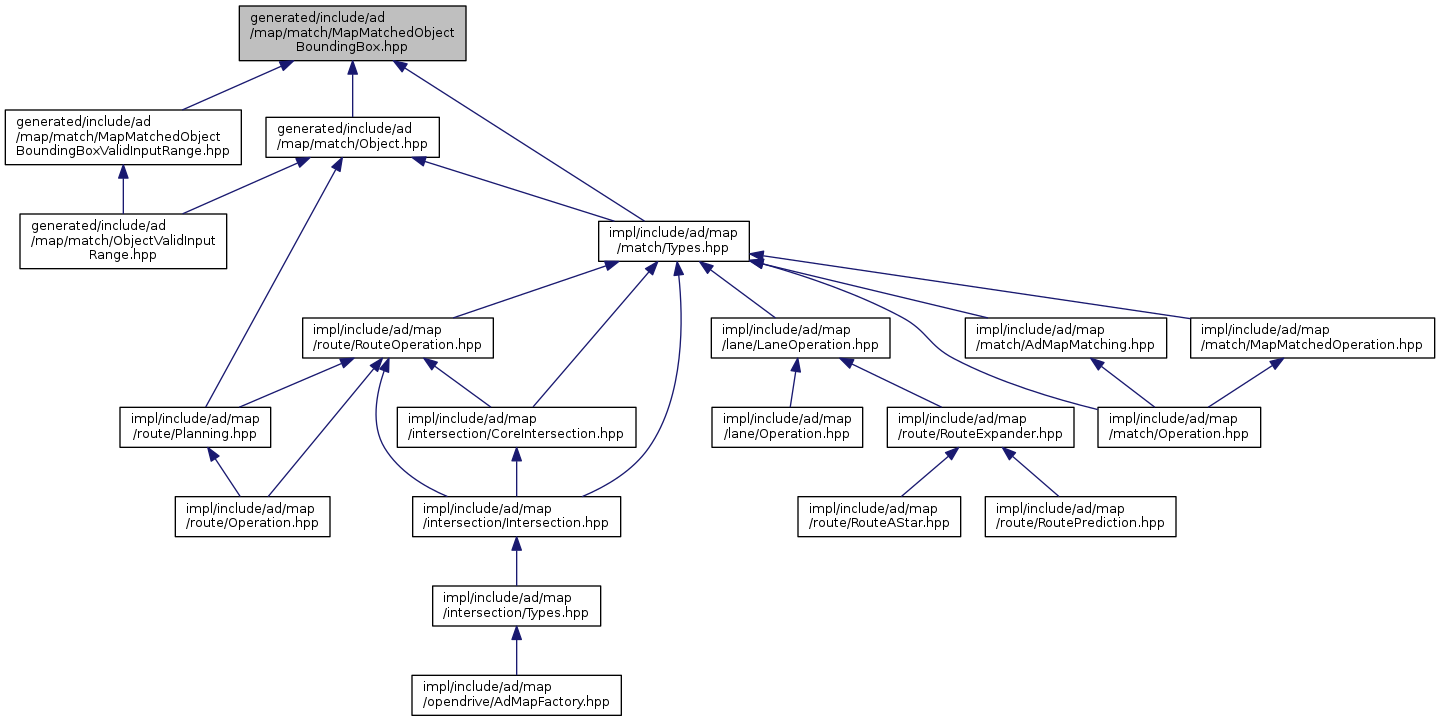 generated/include/ad
/map/match/MapMatchedObject
BoundingBox.hpp
generated/include/ad
/map/match/MapMatchedObject
BoundingBoxValidInputRange.hpp
generated/include/ad
/map/match/Object.hpp
generated/include/ad
/map/match/ObjectValidInput
Range.hpp
impl/include/ad/map
/match/Types.hpp
impl/include/ad/map
/route/RouteOperation.hpp
impl/include/ad/map
/lane/LaneOperation.hpp
impl/include/ad/map
/match/AdMapMatching.hpp
impl/include/ad/map
/match/MapMatchedOperation.hpp
impl/include/ad/map
/route/Planning.hpp
impl/include/ad/map
/intersection/CoreIntersection.hpp
impl/include/ad/map
/lane/Operation.hpp
impl/include/ad/map
/route/RouteExpander.hpp
impl/include/ad/map
/match/Operation.hpp
impl/include/ad/map
/route/Operation.hpp
impl/include/ad/map
/intersection/Intersection.hpp
impl/include/ad/map
/route/RouteAStar.hpp
impl/include/ad/map
/route/RoutePrediction.hpp
impl/include/ad/map
/intersection/Types.hpp
impl/include/ad/map
/opendrive/AdMapFactory.hpp